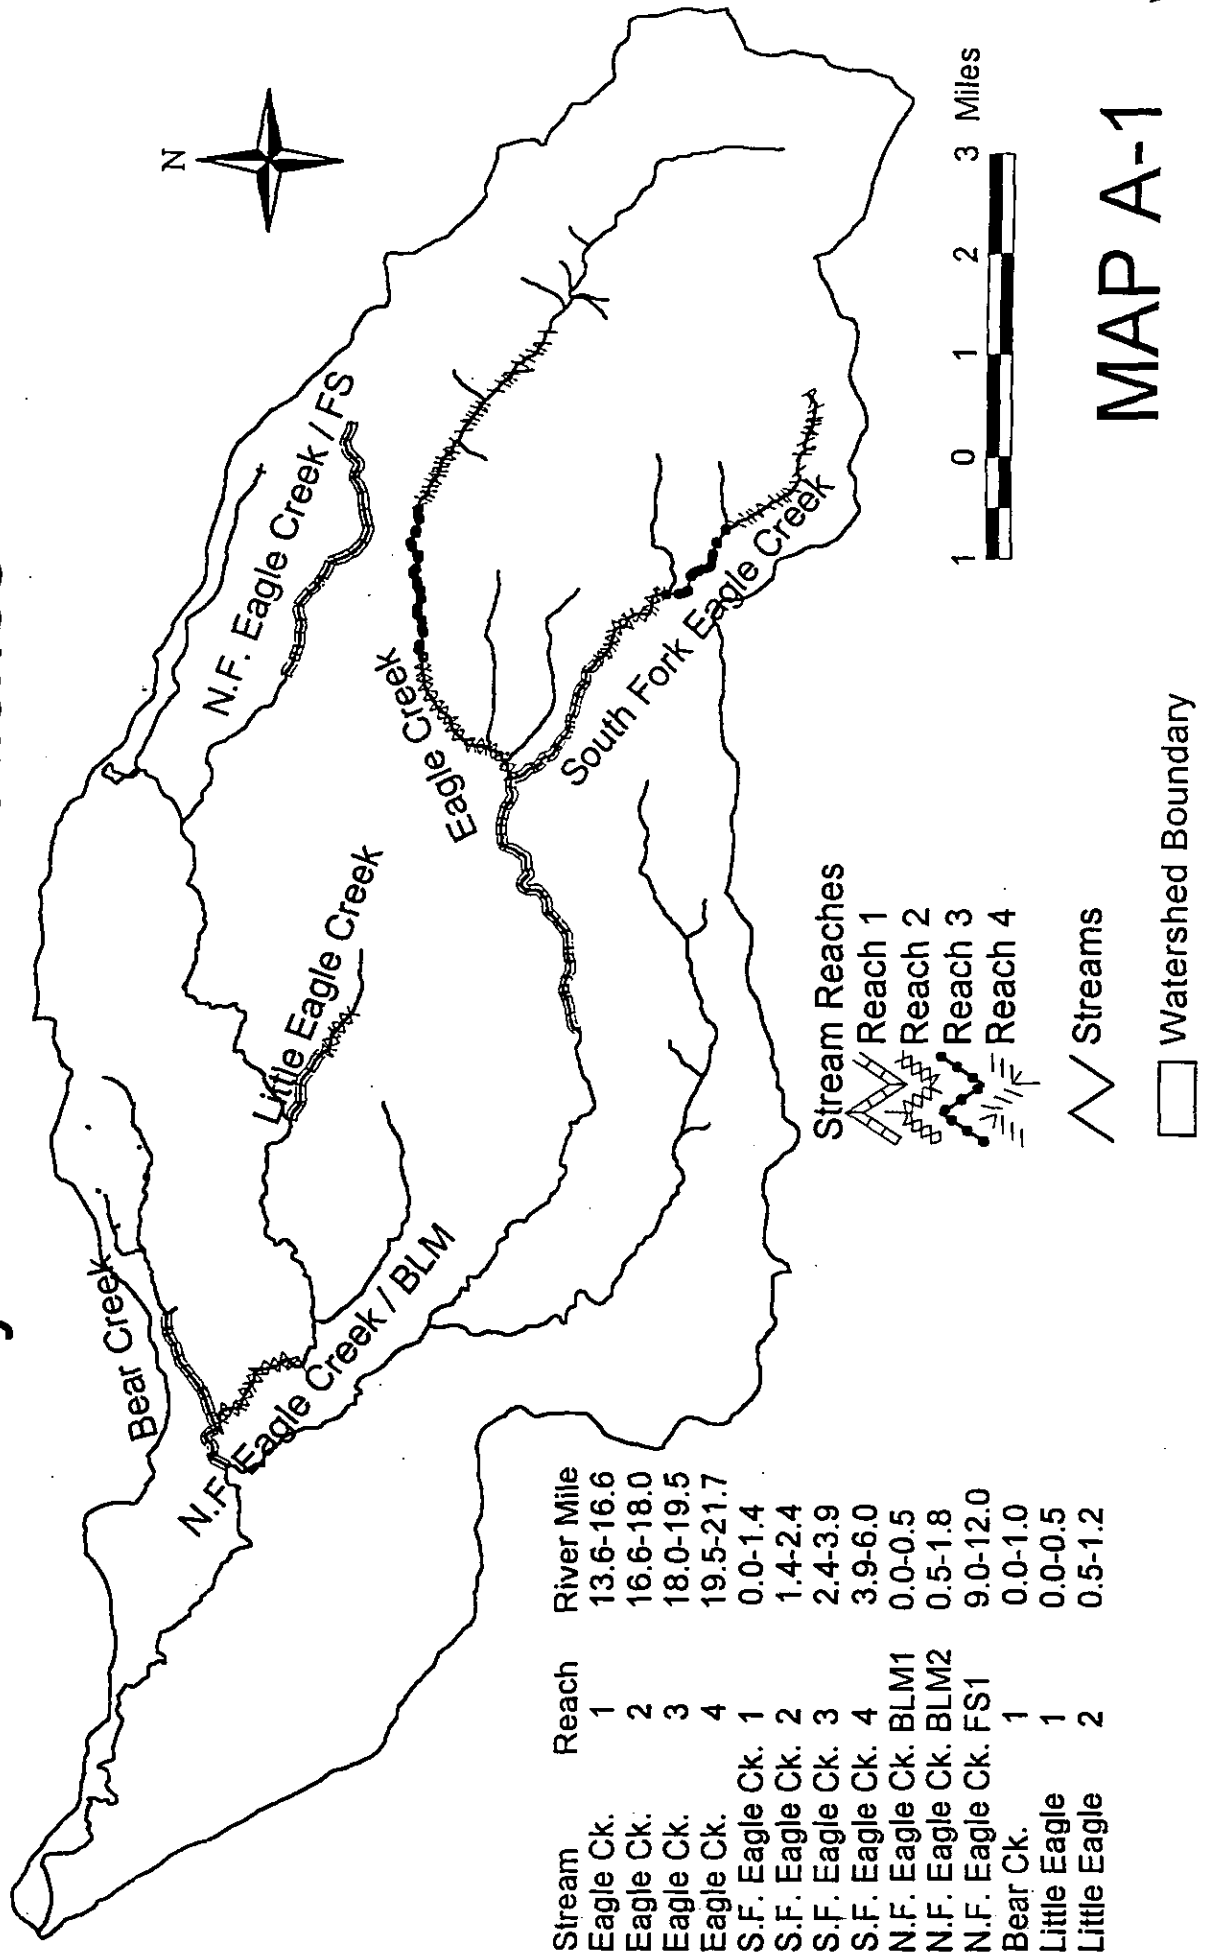 N
Bear Creek
N.F. Eagle Creek / FS
Little Eagle Creek
Eagle Creek
N.F. Eagle Creek / BLM
South Fork Eagle Creek
Stream Reach River Mile
Eagle Ck. 1 13.6-16.6
Eagle Ck. 2 16.6-18.0
Eagle Ck. 3 18.0-19.5
Eagle Ck. 4 19.5-21.7
S.F. Eagle Ck. 1 0.0-1.4
S.F. Eagle Ck. 2 1.4-2.4
S.F. Eagle Ck. 3 2.4-3.9
S.F. Eagle Ck. 4 3.9-6.0
N.F. Eagle Ck. BLM1 0.0-0.5
N.F. Eagle Ck. BLM2 0.5-1.8
N.F. Eagle Ck. FS1 9.0-12.0
Bear Ck. 1 0.0-1.0
Little Eagle 1 0.0-0.5
Little Eagle 2 0.5-1.2
Stream Reaches
Reach 1
Reach 2
Reach 3
Reach 4
Streams
Watershed Boundary
1 0 1 2 3 Miles
MAP A-1